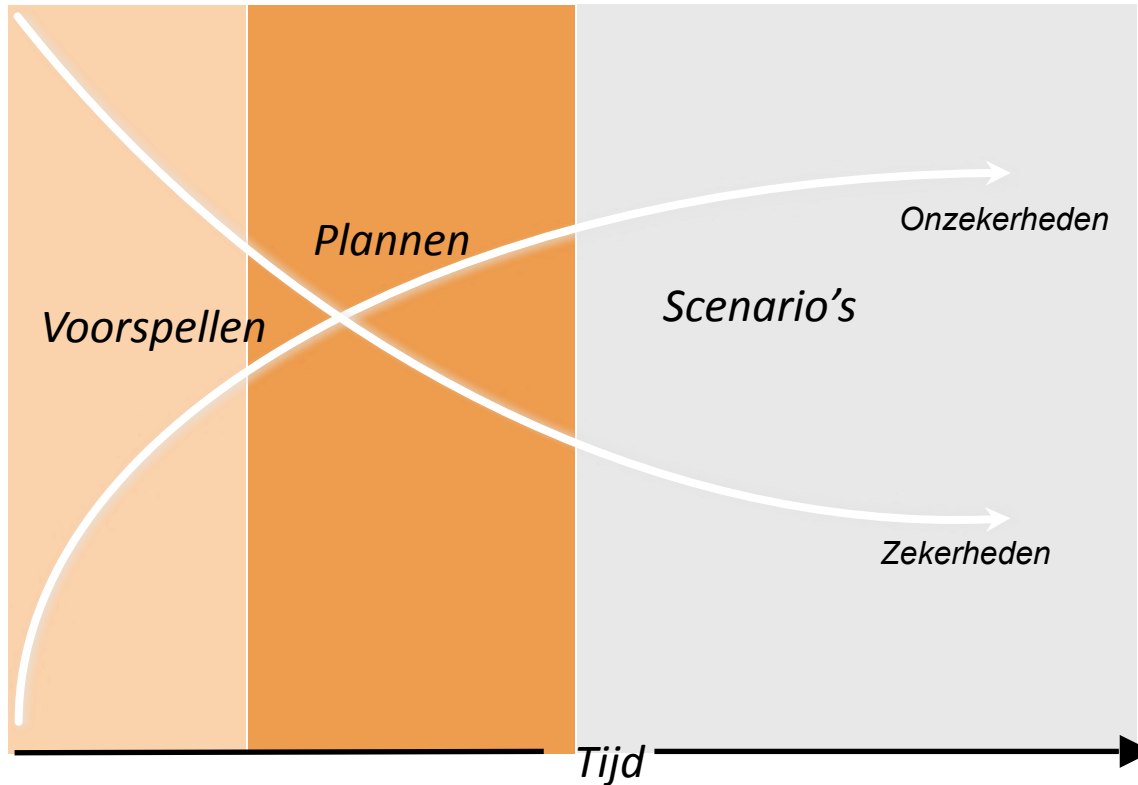 Onzekerheden
Plannen
Scenario’s
Voorspellen
Zekerheden
Tijd